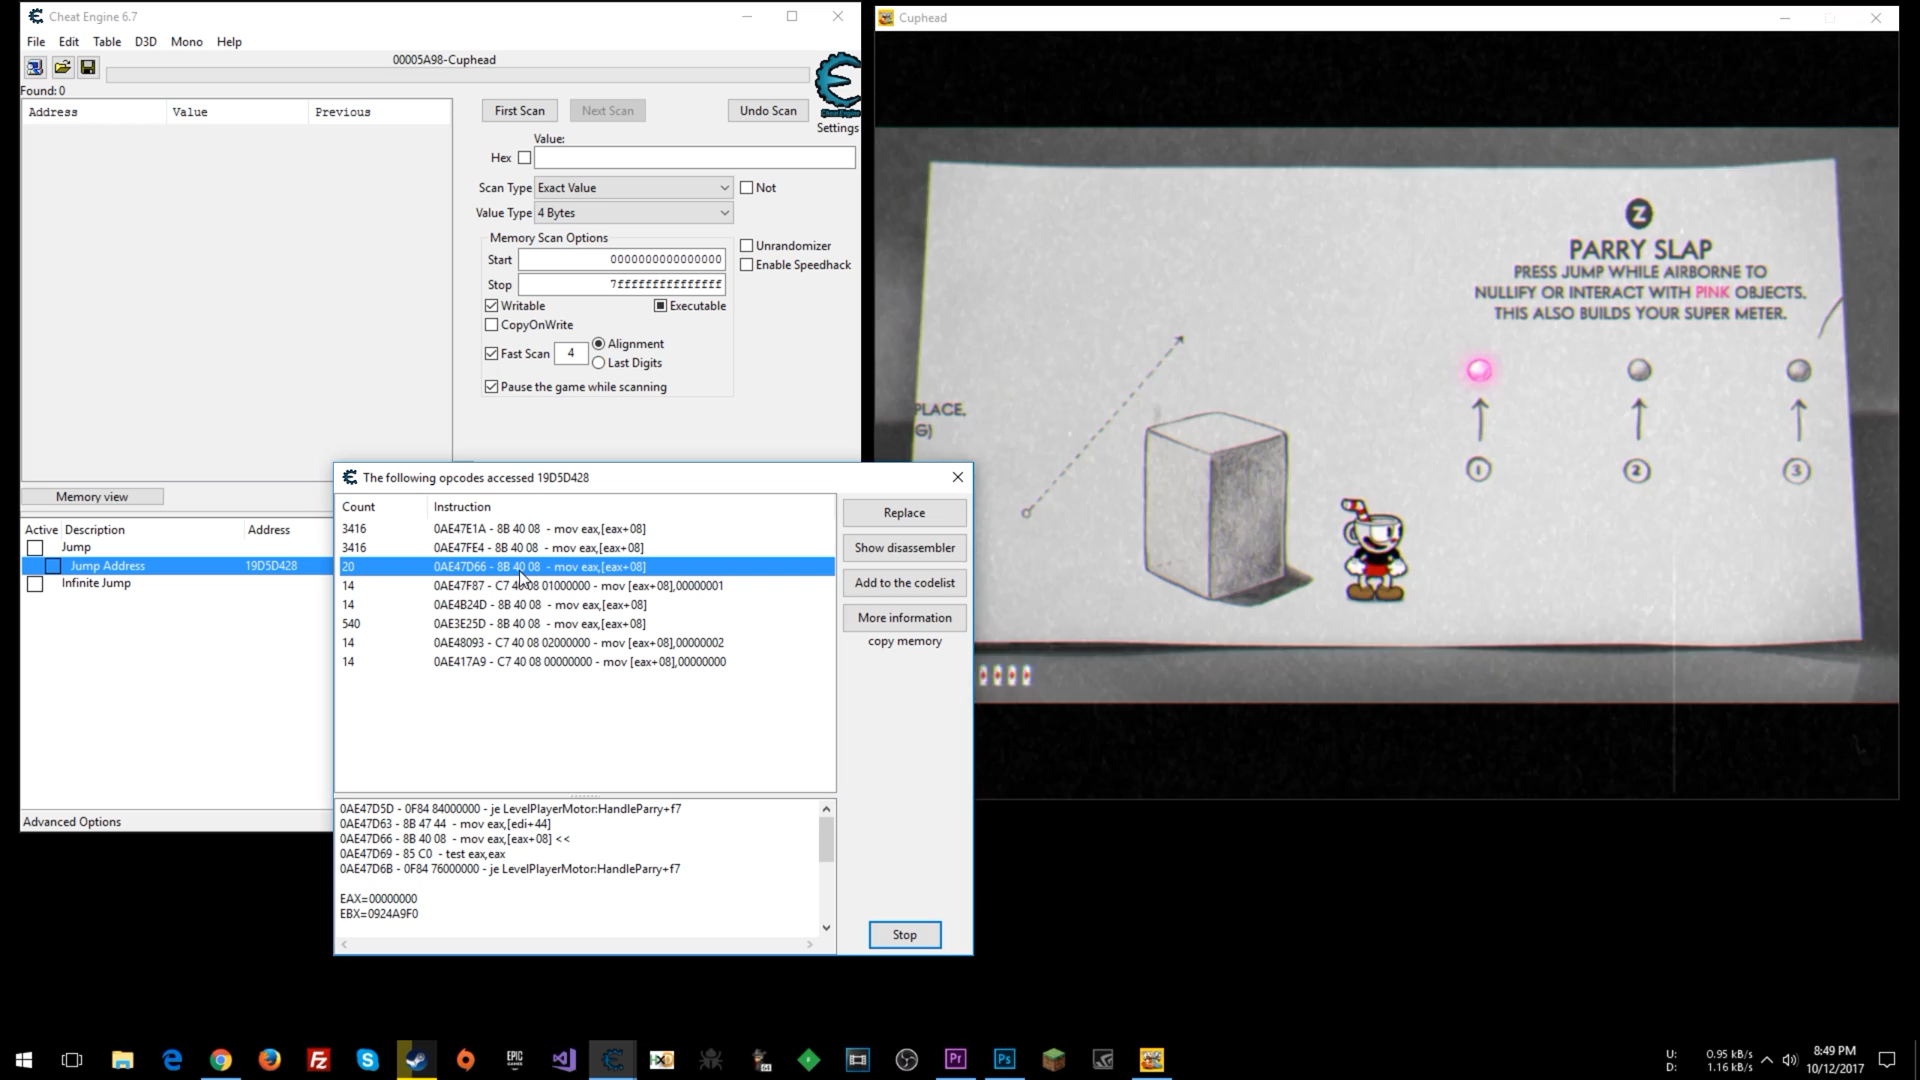 Cheat Engine 6.7
File Edit Table D3D Mono Help
00005A98-Cuphead
Found: 0
Address Value Previous
First Scan Next Scan Undo Scan
Cheat Engine
Settings
Value:
Hex
Scan Type Exact Value Not
Value Type 4 Bytes
Memory Scan Options
Start 0000000000000000
Stop 7fffffffffffffff
Unrandomizer
Enable Speedhack
Writable Executable
CopyOnWrite
Fast Scan 4 Alignment
Last Digits
Pause the game while scanning
Memory view
Active Description Address
Jump
Jump Address 19D5D428
Infinite Jump
Advanced Options
The following opcodes accessed 19D5D428
Count Instruction
3416 0AE47E1A - 8B 40 08 - mov eax,[eax+08]
3416 0AE47FE4 - 8B 40 08 - mov eax,[eax+08]
20 0AE47D66 - 8B 40 08 - mov eax,[eax+08]
14 0AE47F87 - C7 40 08 01000000 - mov [eax+08],00000001
14 0AE4B24D - 8B 40 08 - mov eax,[eax+08]
540 0AE3E25D - 8B 40 08 - mov eax,[eax+08]
14 0AE48093 - C7 40 08 02000000 - mov [eax+08],00000002
14 0AE417A9 - C7 40 08 00000000 - mov [eax+08],00000000
Replace
Show disassembler
Add to the codelist
More information
copy memory
0AE47D5D - 0F84 84000000 - je LevelPlayerMotor:HandleParry+f7
0AE47D63 - 8B 47 44 - mov eax,[edi+44]
0AE47D66 - 8B 40 08 - mov eax,[eax+08] <<
0AE47D69 - 85 C0 - test eax,eax
0AE47D6B - 0F84 76000000 - je LevelPlayerMotor:HandleParry+f7
EAX=00000000
EBX=0924A9F0
Stop
Cuphead
Z
PARRY SLAP
PRESS JUMP WHILE AIRBORNE TO
NULLIFY OR INTERACT WITH PINK OBJECTS.
THIS ALSO BUILDS YOUR SUPER METER.
PLACE.
G)
1 2 3
EPIC
GAMES
64
Pr
Ps
U: 0.95 kB/s
D: 1.16 kB/s
8:49 PM
10/12/2017